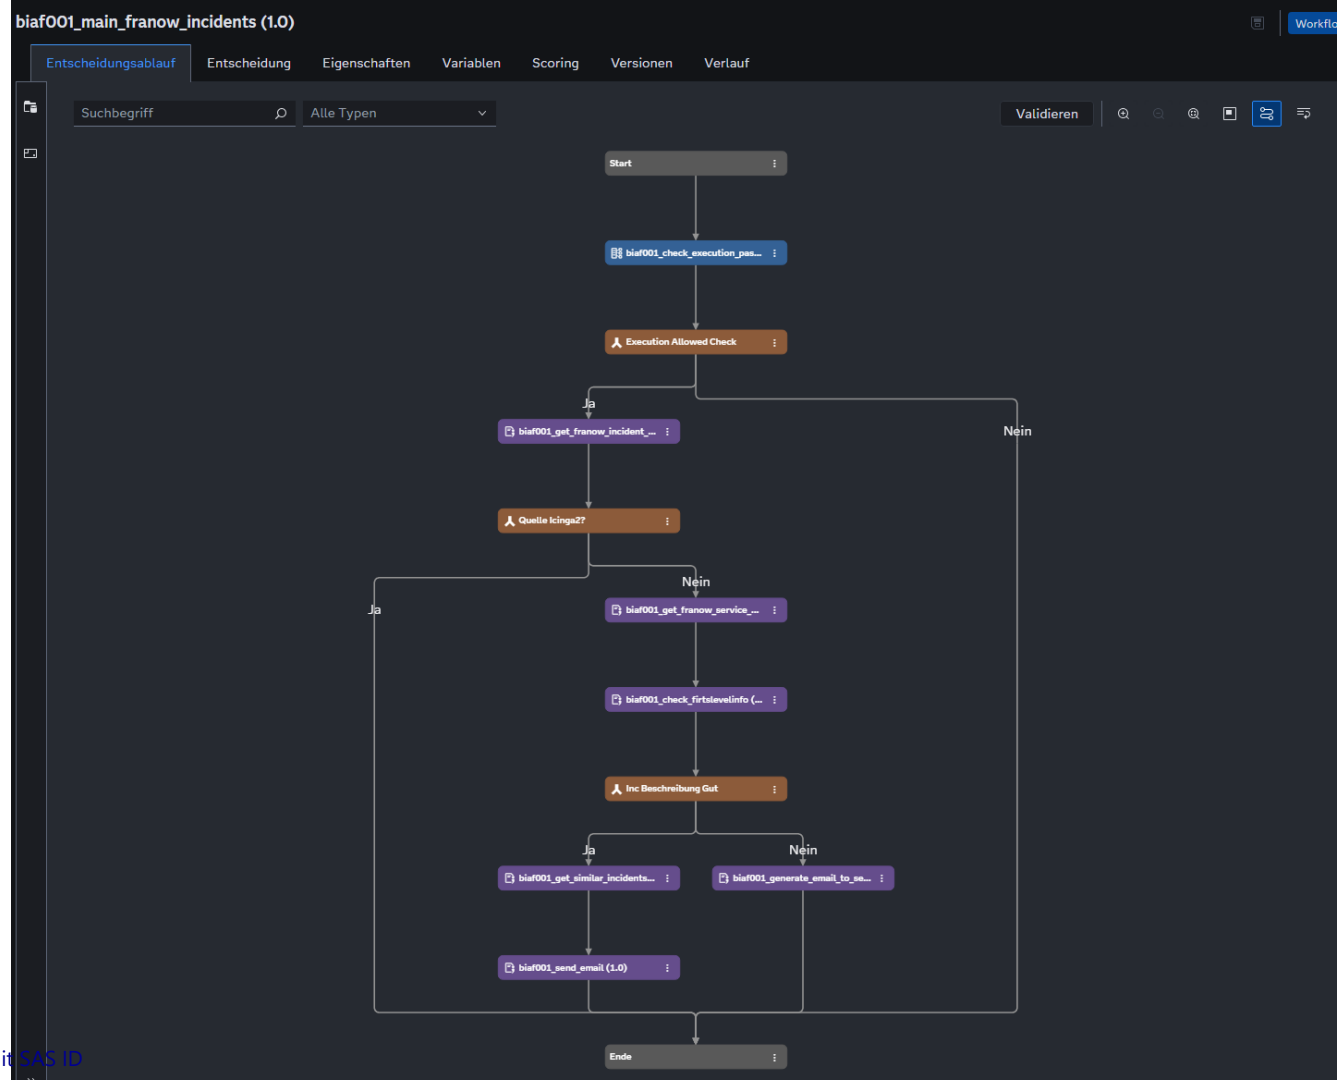 biaf001_main_franow_incidents (1.0)
Workflo
Entscheidungsablauf Entscheidung Eigenschaften Variablen Scoring Versionen Verlauf
Suchbegriff Alle Typen Validieren
Start
biaf001_check_execution_pas...
Execution Allowed Check
Ja
biaf001_get_franow_incident_...
Nein
Quelle Icinga2?
Nein
Ja
biaf001_get_franow_service_...
biaf001_check_firtslevelinfo (...
Inc Beschreibung Gut
Ja Nein
biaf001_get_similar_incidents... biaf001_generate_email_to_se...
biaf001_send_email (1.0)
Ende
it SAS ID